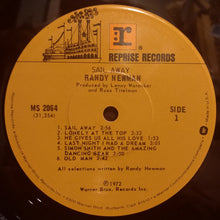 REPRISE RECORDS
SAIL AWAY
RANDY NEWMAN
Produced by Lenny Waronker
and Russ Titelman
MS 2064
(31,254)
SIDE
1
1. SAIL AWAY 2:56
2. LONELY AT THE TOP 2:32
3. HE GIVES US ALL HIS LOVE 1:53
4. LAST NIGHT I HAD A DREAM 3:01
5. SIMON SMITH AND THE AMAZING
DANCING BEAR 2:00
6. OLD MAN 2:42
All selections written by Randy Newman
℗ 1972
Warner Bros. Records Inc.